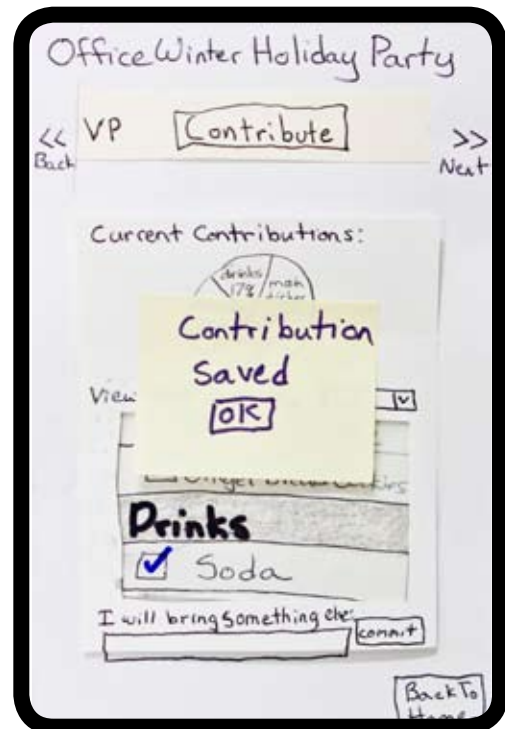 Office Winter Holiday Party
<< VP Contribute >>
Back Next
Current Contributions:
drinks main
17%
Contribution
Saved
OK
View
Drinks
Soda
I will bring something else:
commit
Back To
Home